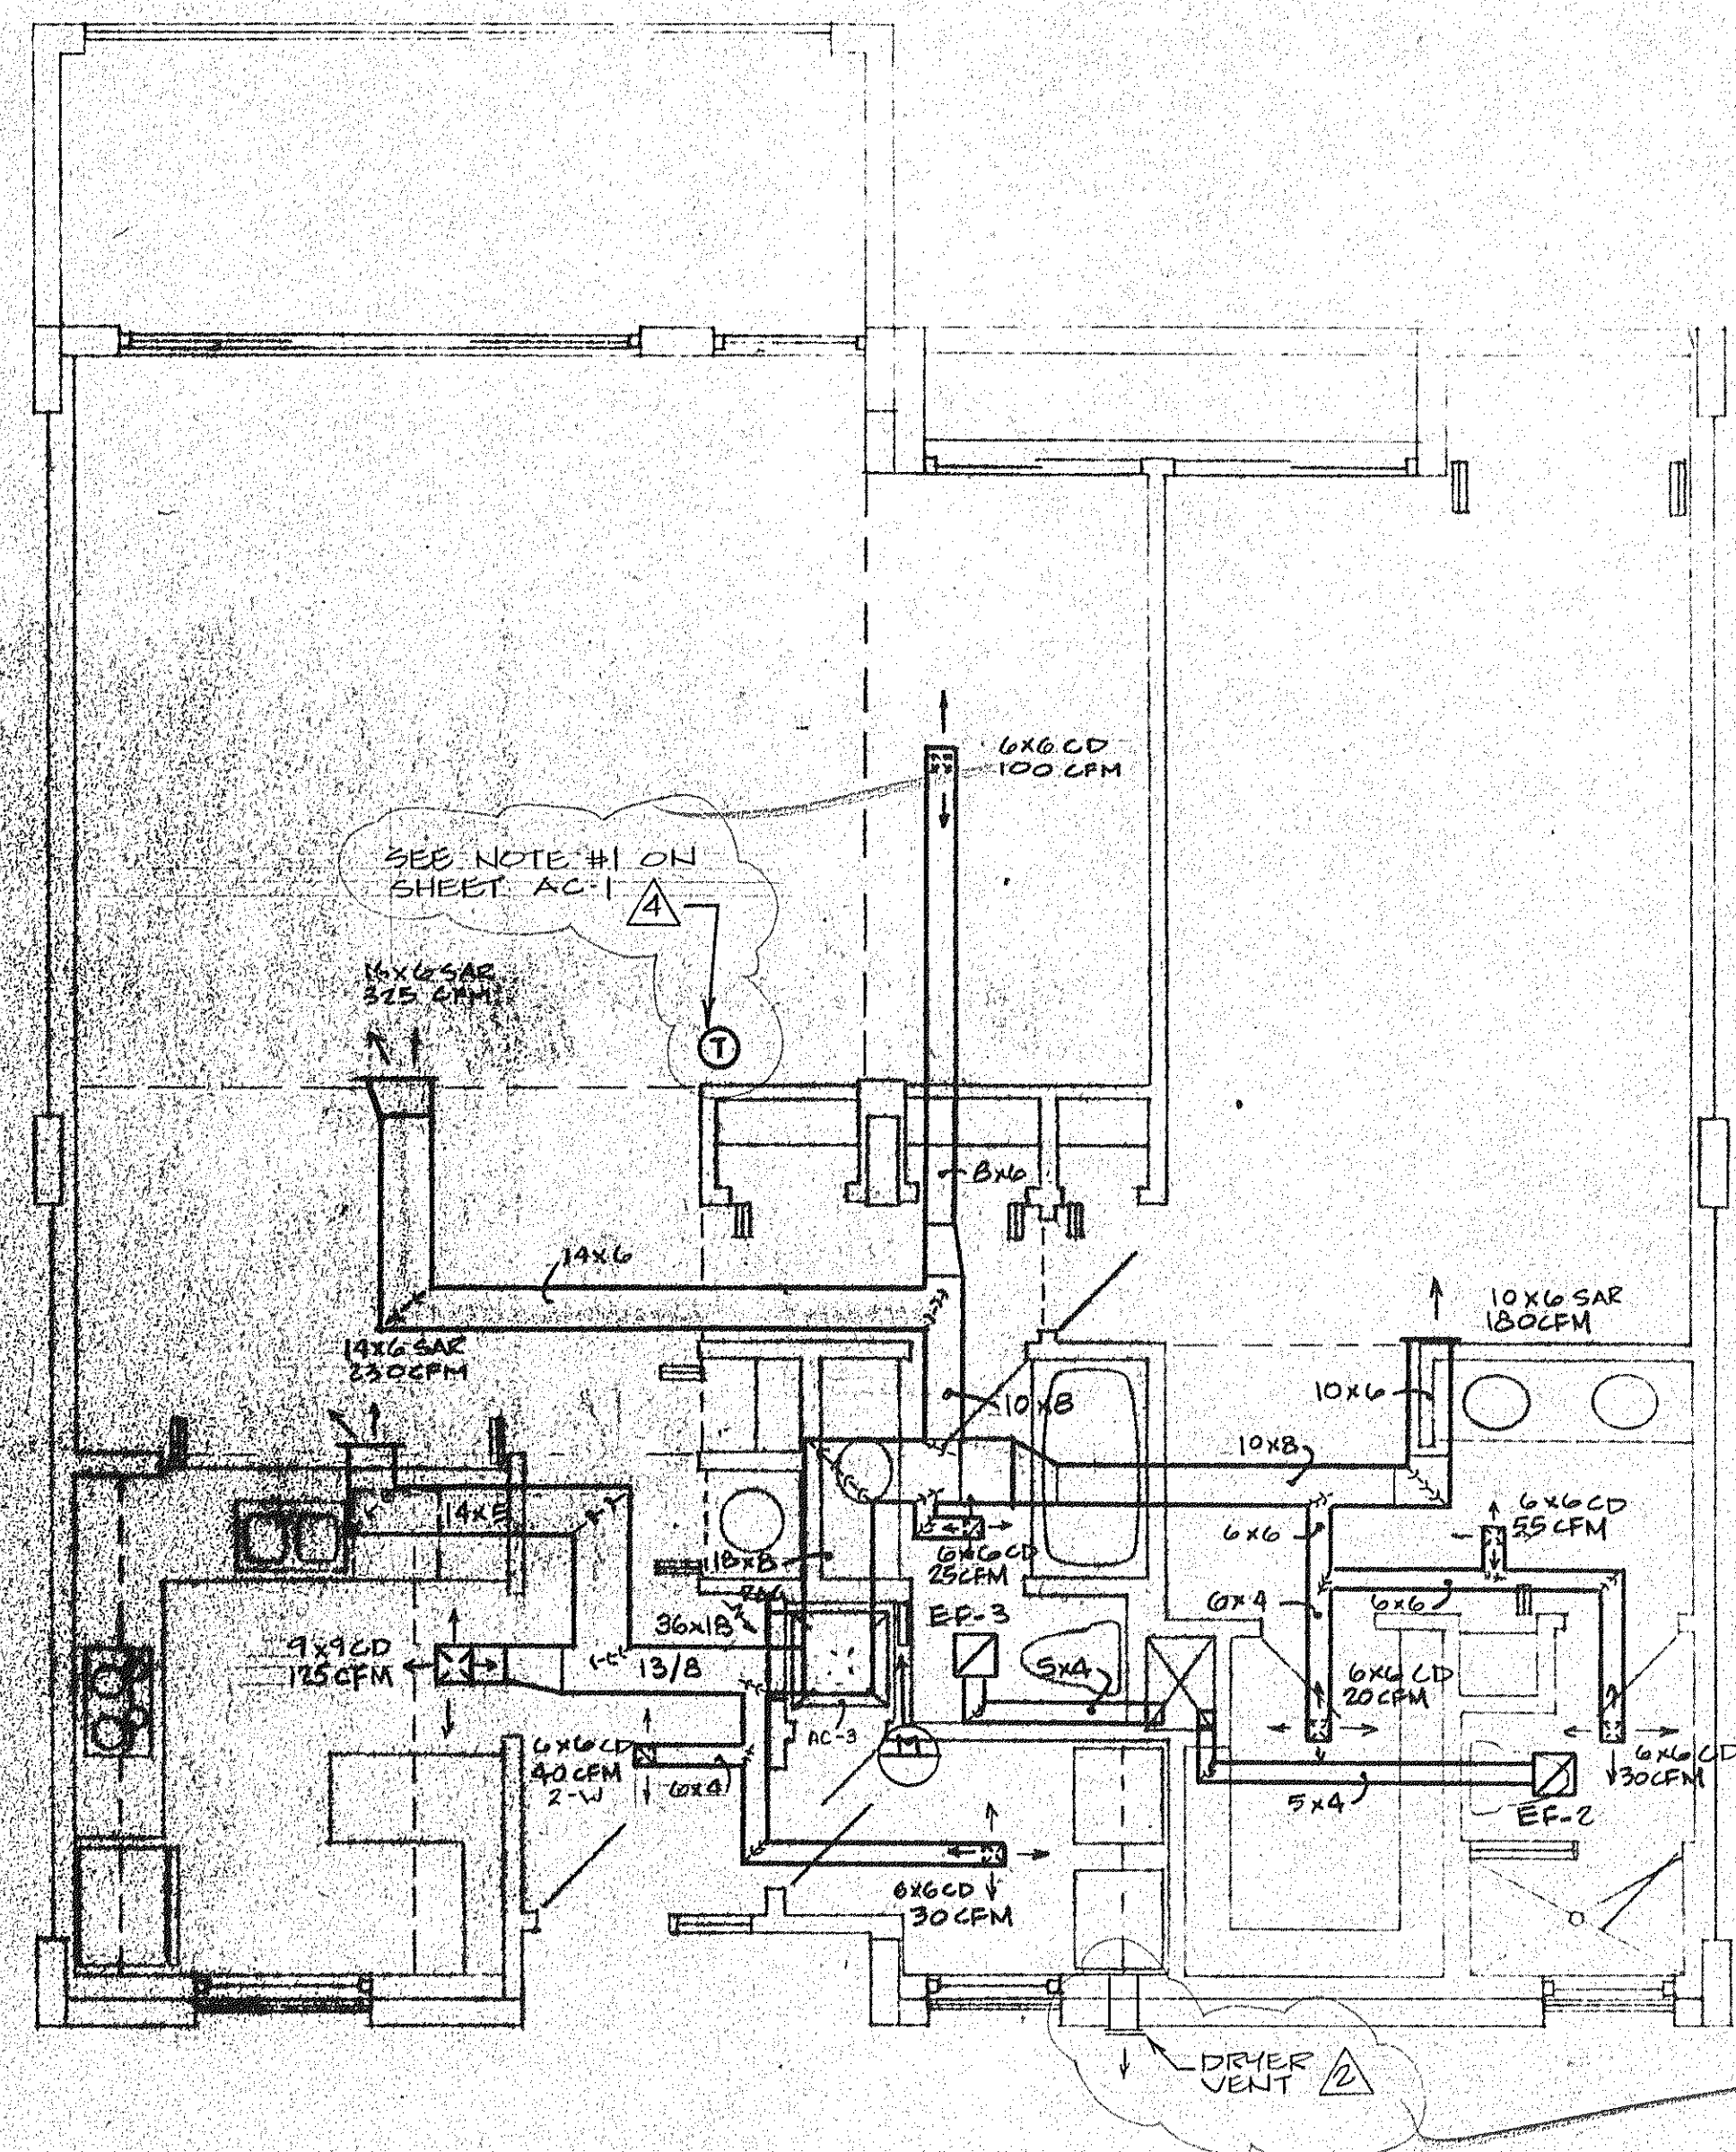 6x6 CD
100 CFM
SEE NOTE #1 ON
SHEET AC-1
4
325 CFM
T
8x6
14x6
14x6 SAR
230 CFM
10x6 SAR
180 CFM
10x8
10x6
10x8
6x6 CD
55 CFM
6x6
18x8
6x6 CD
25 CFM
6x4
6x6
36x18
EF-3
9x9 CD
125 CFM
13/8
5x4
6x6 CD
20 CFM
AC-3
M
6x6 CD
40 CFM
2-W
6x4
6x6 CD
30 CFM
5x4
EF-2
6x6 CD
30 CFM
DRYER
VENT
2